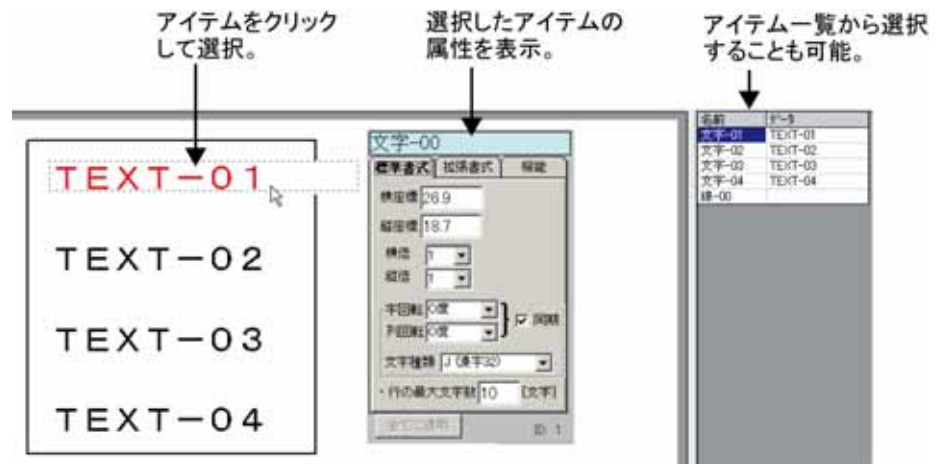 アイテムをクリック
して選択。
選択したアイテムの
属性を表示。
アイテム一覧から選択
することも可能。
名前 データ
文字-01 TEXT-01
文字-02 TEXT-02
文字-03 TEXT-03
文字-04 TEXT-04
線-00
文字-00
標準書式 拡張書式 機能
横座標 26.9
縦座標 18.7
横倍 1
縦倍 1
字回転 0度
列回転 0度
同期
文字種類 J (漢字32)
行の最大文字数 10 [文字]
全てに適用 ID: 1
TEXT-01
TEXT-02
TEXT-03
TEXT-04